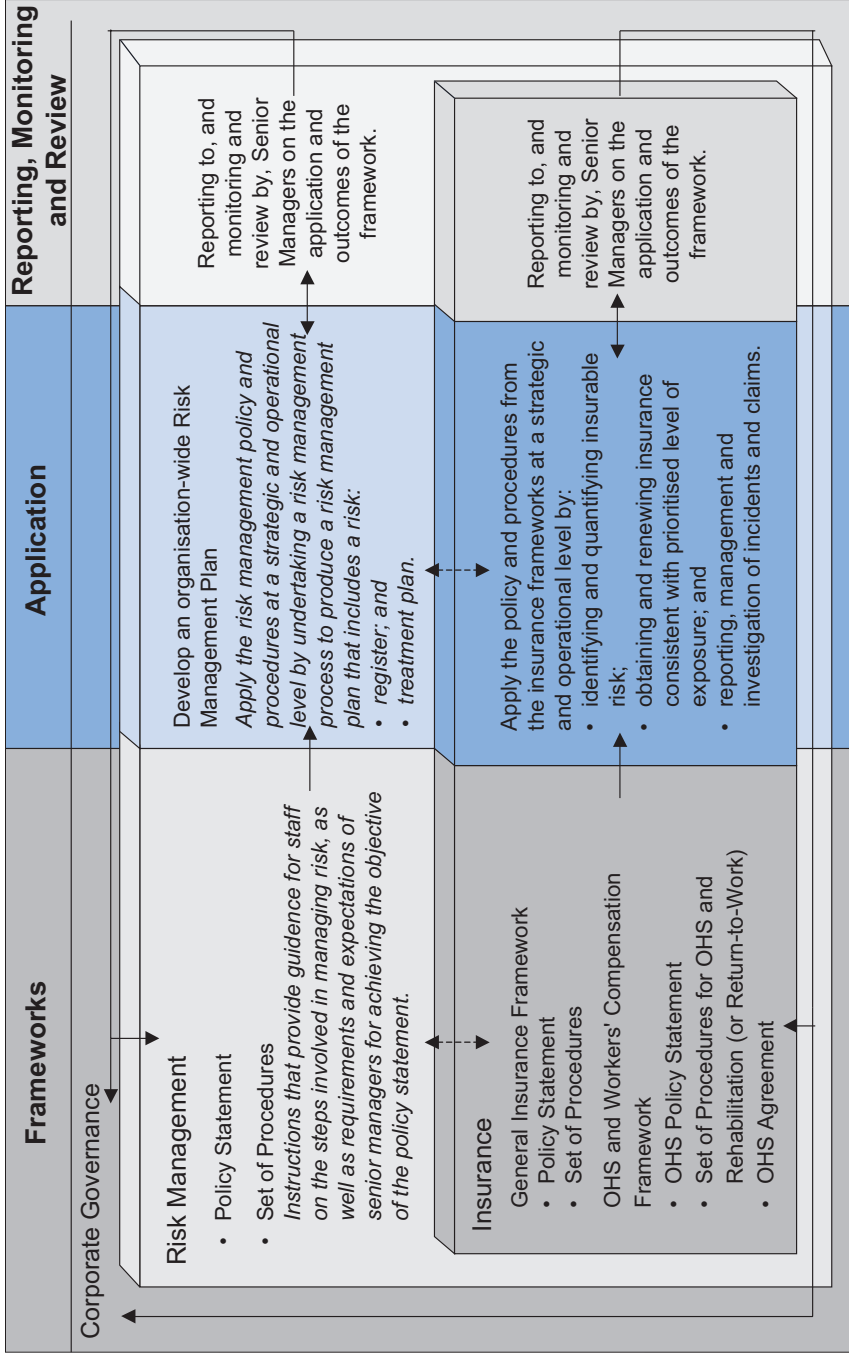 Frameworks
Application
Reporting, Monitoring
and Review
Corporate Governance
Risk Management
• Policy Statement
• Set of Procedures
Instructions that provide guidance for staff
on the steps involved in managing risk, as
well as requirements and expectations of
senior managers for achieving the objective
of the policy statement.
Develop an organisation-wide Risk
Management Plan
Apply the risk management policy and
procedures at a strategic and operational
level by undertaking a risk management
process to produce a risk management
plan that includes a risk:
• register; and
• treatment plan.
Reporting to, and
monitoring and
review by, Senior
Managers on the
application and
outcomes of the
framework.
Insurance
General Insurance Framework
• Policy Statement
• Set of Procedures
OHS and Workers' Compensation
Framework
• OHS Policy Statement
• Set of Procedures for OHS and
Rehabilitation (or Return-to-Work)
• OHS Agreement
Apply the policy and procedures from
the insurance frameworks at a strategic
and operational level by:
• identifying and quantifying insurable
risk;
• obtaining and renewing insurance
consistent with prioritised level of
exposure; and
• reporting, management and
investigation of incidents and claims.
Reporting to, and
monitoring and
review by, Senior
Managers on the
application and
outcomes of the
framework.